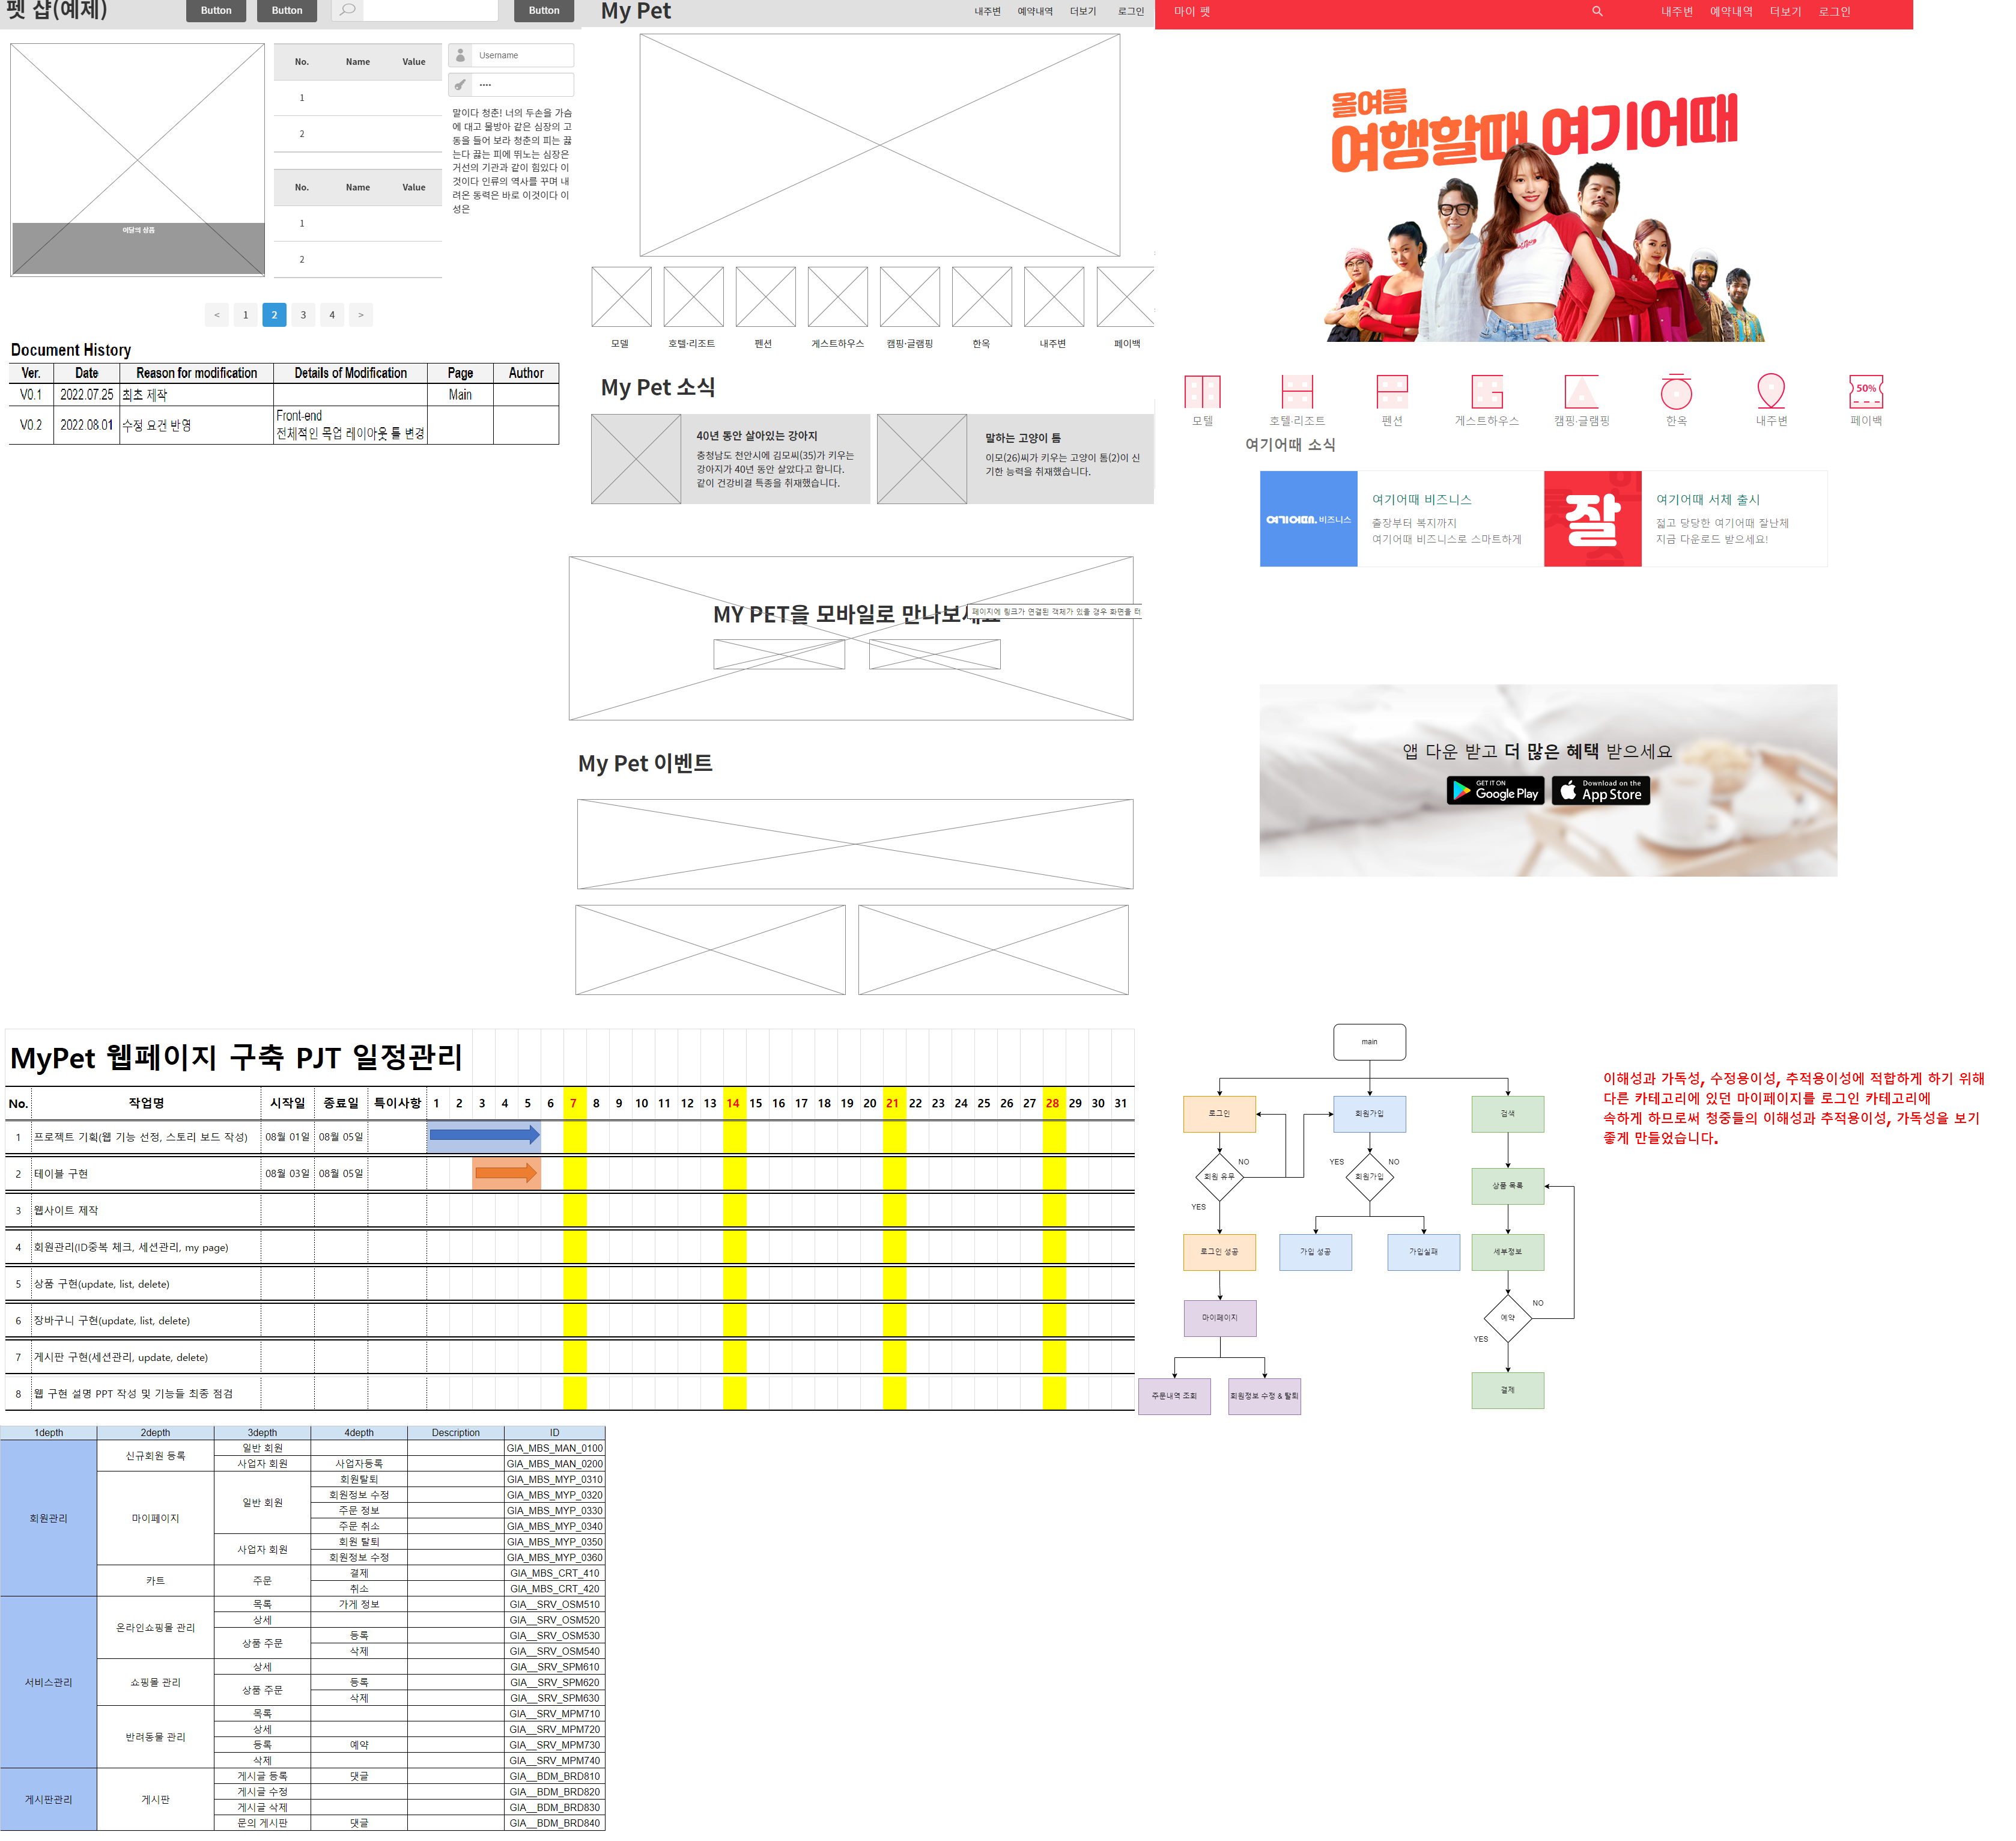 펫 샵(예제)
Button
Button
Button
No. Name Value
1
2
No. Name Value
1
2
Username
말이다 청춘! 너의 두손을 가슴
에 대고 물방아 같은 심장의 고
동을 들어 보라 청춘의 피는 끓
는다 끓는 피에 뛰노는 심장은
거선의 기관과 같이 힘있다 이
것이다 인류의 역사를 꾸며 내
려온 동력은 바로 이것이다 이
성은
이달의 상품
< 1 2 3 4 >
Document History
Ver. Date Reason for modification Details of Modification Page Author
V0.1 2022.07.25 최초 제작 Main
V0.2 2022.08.01 수정 요건 반영 Front-end
전체적인 목업 레이아웃 틀 변경
My Pet
내주변 예약내역 더보기 로그인
모델 호텔·리조트 펜션 게스트하우스 캠핑·글램핑 한옥 내주변 페이백
My Pet 소식
40년 동안 살아있는 강아지
충청남도 천안시에 김모씨(35)가 키우는
강아지가 40년 동안 살았다고 합니다.
같이 건강비결 특종을 취재했습니다.
말하는 고양이 톰
이모(26)씨가 키우는 고양이 톰(2)이 신
기한 능력을 취재했습니다.
MY PET을 모바일로 만나보세요
페이지에 링크가 연결된 객체가 있을 경우 화면을 터
My Pet 이벤트
마이 펫
내주변 예약내역 더보기 로그인
올여름
여행할때 여기어때
모텔 호텔·리조트 펜션 게스트하우스 캠핑·글램핑 한옥 내주변 50% 페이백
여기어때 소식
여기어때. 비즈니스
여기어때 비즈니스
출장부터 복지까지
여기어때 비즈니스로 스마트하게
잘
여기어때 서체 출시
젊고 당당한 여기어때 잘난체
지금 다운로드 받으세요!
앱 다운 받고 더 많은 혜택 받으세요
GET IT ON
Google Play
Download on the
App Store
MyPet 웹페이지 구축 PJT 일정관리
No. 작업명 시작일 종료일 특이사항 1 2 3 4 5 6 7 8 9 10 11 12 13 14 15 16 17 18 19 20 21 22 23 24 25 26 27 28 29 30 31
1 프로젝트 기획(웹 기능 선정, 스토리 보드 작성) 08월 01일 08월 05일
2 테이블 구현 08월 03일 08월 05일
3 웹사이트 제작
4 회원관리(ID중복 체크, 세션관리, my page)
5 상품 구현(update, list, delete)
6 장바구니 구현(update, list, delete)
7 게시판 구현(세션관리, update, delete)
8 웹 구현 설명 PPT 작성 및 기능들 최종 점검
main
로그인
회원가입
검색
회원 유무
NO
YES
회원가입
YES
NO
상품 목록
로그인 성공
가입 성공
가입실패
세부정보
마이페이지
예약
NO
YES
주문내역 조회
회원정보 수정 & 탈퇴
결제
이해성과 가독성, 수정용이성, 추적용이성에 적합하게 하기 위해
다른 카테고리에 있던 마이페이지를 로그인 카테고리에
속하게 하므로써 청중들의 이해성과 추적용이성, 가독성을 보기
좋게 만들었습니다.
1depth 2depth 3depth 4depth Description ID
회원관리 신규회원 등록 일반 회원 GIA_MBS_MAN_0100
사업자 회원 사업자등록 GIA_MBS_MAN_0200
마이페이지 일반 회원 회원탈퇴 GIA_MBS_MYP_0310
회원정보 수정 GIA_MBS_MYP_0320
주문 정보 GIA_MBS_MYP_0330
주문 취소 GIA_MBS_MYP_0340
사업자 회원 회원 탈퇴 GIA_MBS_MYP_0350
회원정보 수정 GIA_MBS_MYP_0360
카트 주문 결제 GIA_MBS_CRT_410
취소 GIA_MBS_CRT_420
서비스관리 온라인쇼핑몰 관리 목록 가게 정보 GIA__SRV_OSM510
상세 GIA__SRV_OSM520
상품 주문 등록 GIA__SRV_OSM530
삭제 GIA__SRV_OSM540
쇼핑몰 관리 상세 GIA__SRV_SPM610
상품 주문 등록 GIA__SRV_SPM620
삭제 GIA__SRV_SPM630
반려동물 관리 목록 GIA__SRV_MPM710
상세 GIA__SRV_MPM720
등록 예약 GIA__SRV_MPM730
삭제 GIA__SRV_MPM740
게시판관리 게시판 게시글 등록 댓글 GIA__BDM_BRD810
게시글 수정 GIA__BDM_BRD820
게시글 삭제 GIA__BDM_BRD830
문의 게시판 댓글 GIA__BDM_BRD840